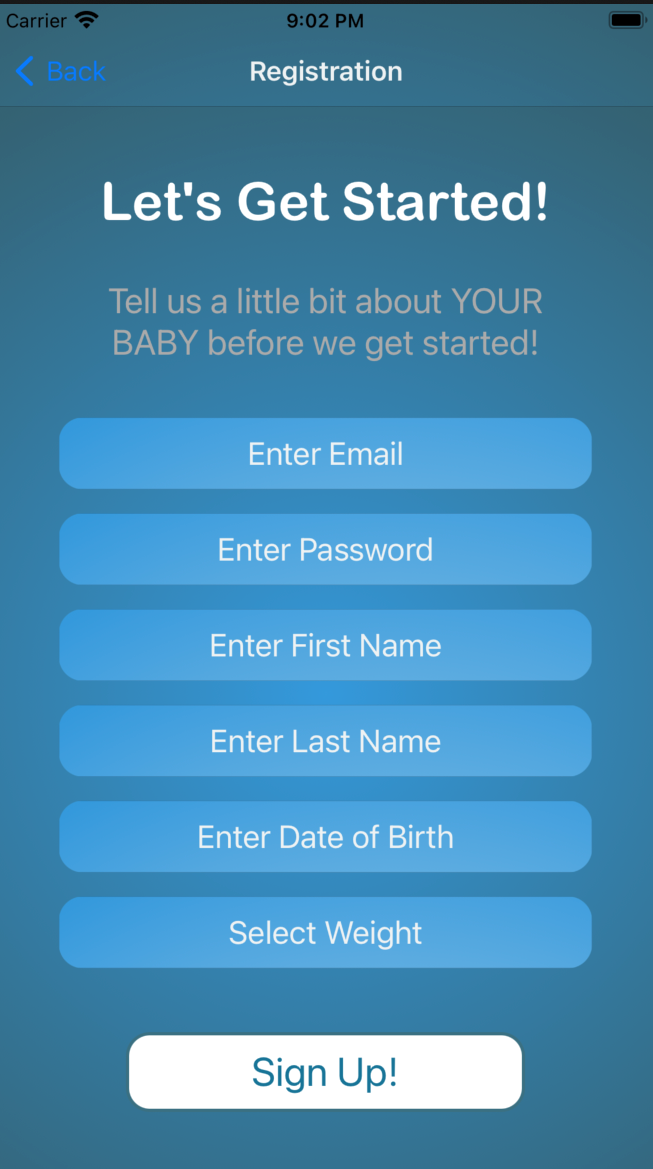 Carrier 9:02 PM
Back Registration
Let's Get Started!
Tell us a little bit about YOUR
BABY before we get started!
Enter Email
Enter Password
Enter First Name
Enter Last Name
Enter Date of Birth
Select Weight
Sign Up!